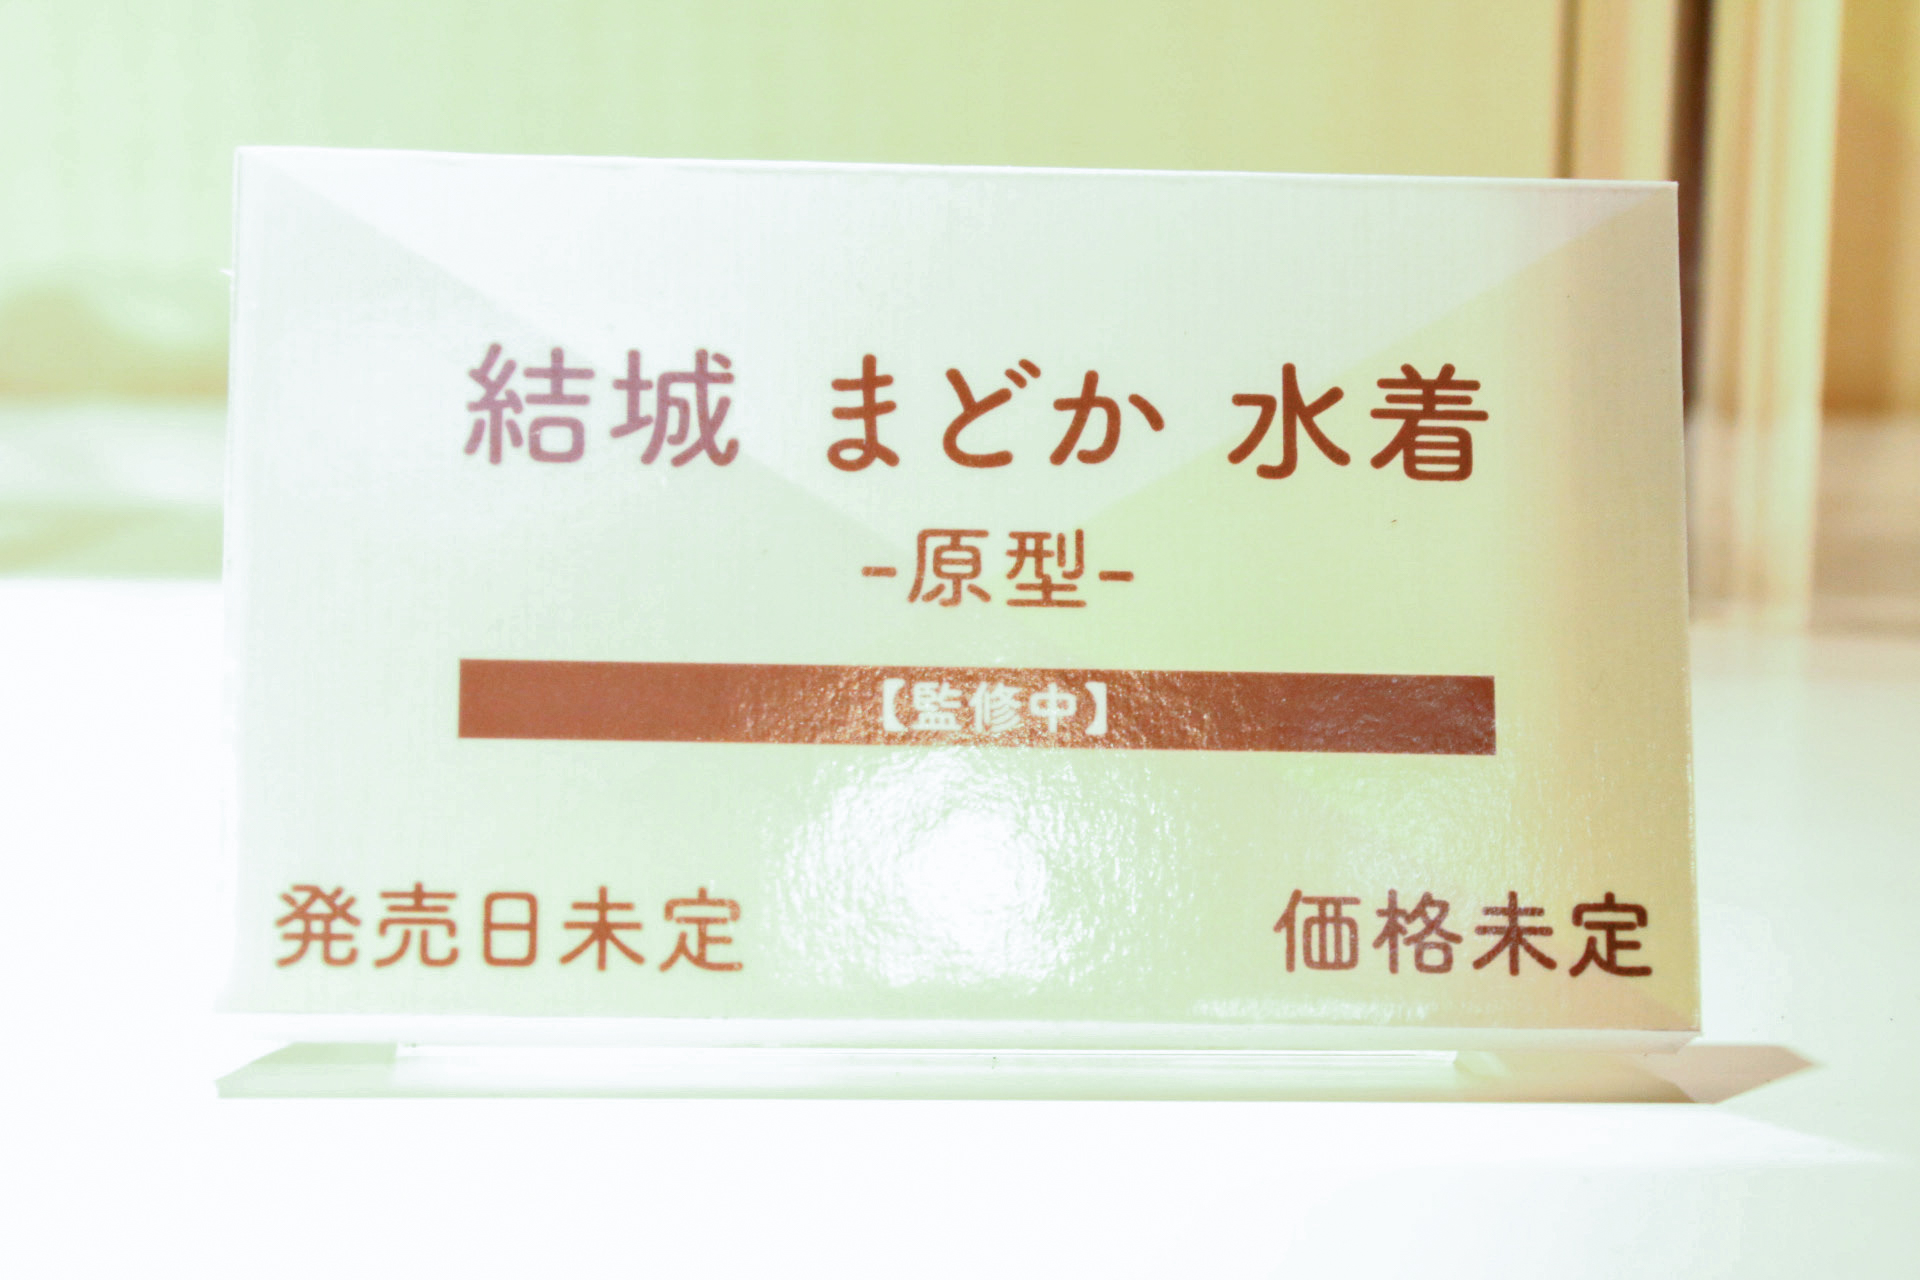 結城 まどか 水着
-原型-
【監修中】
発売日未定
価格未定